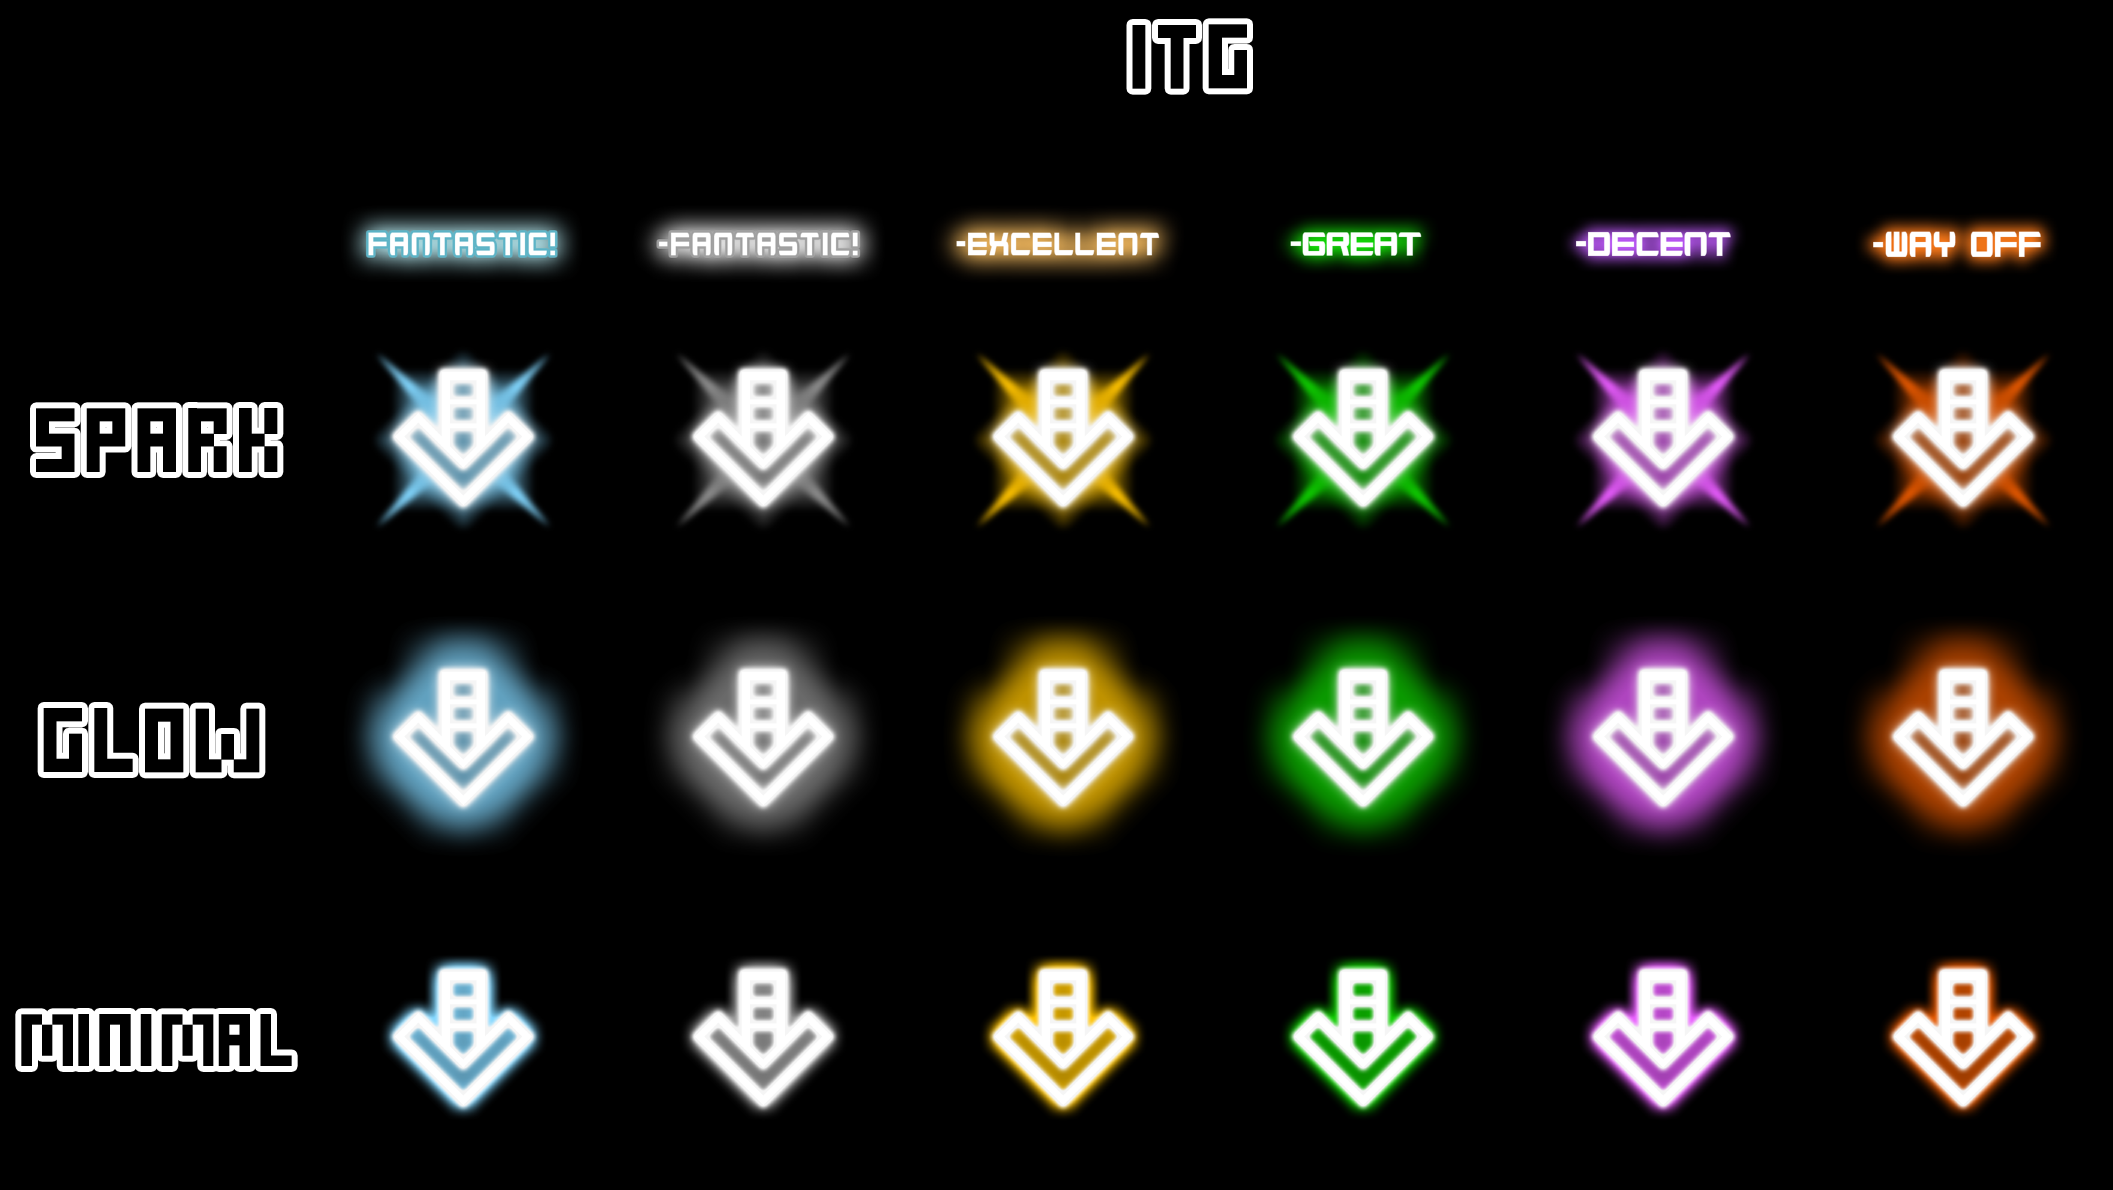 ITG
FANTASTIC! -FANTASTIC! -EXCELLENT -GREAT -DECENT -WAY OFF
SPARK
GLOW
MINIMAL